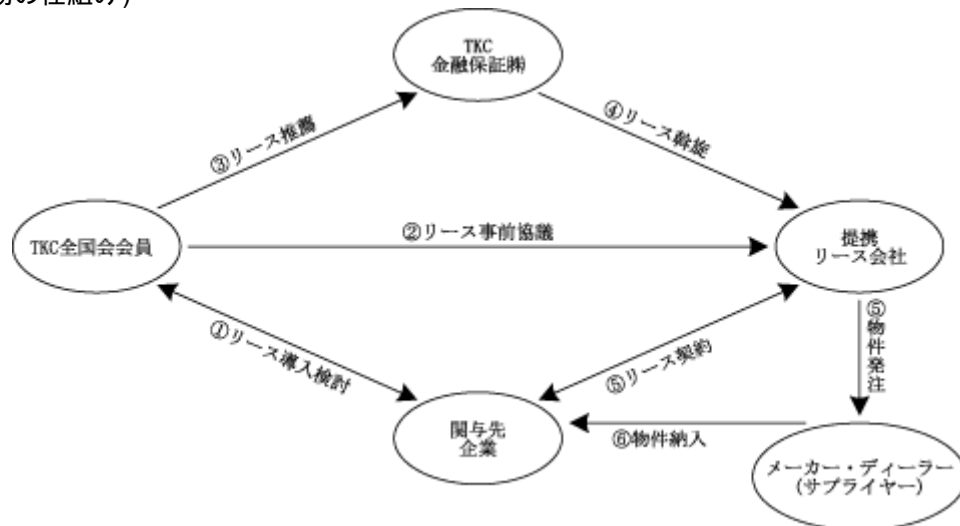 の仕組み)
TKC
金融保証㈱
③リース推薦
④リース斡旋
TKC全国会会員
②リース事前協議
提携
リース会社
①リース導入検討
⑤リース契約
⑤物件発注
関与先
企業
⑥物件納入
メーカー・ディーラー
(サプライヤー)